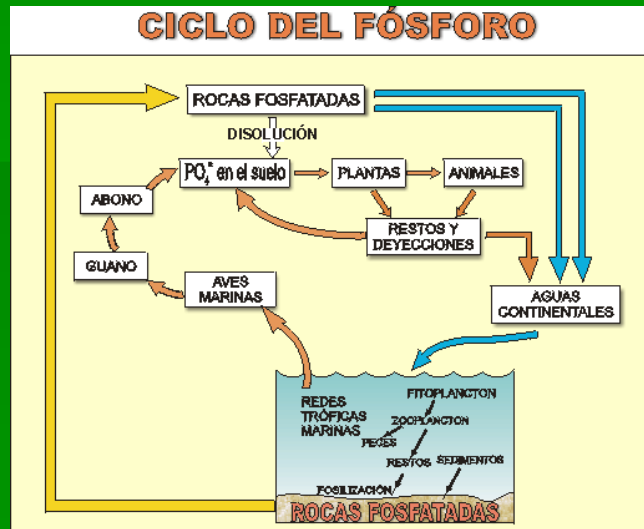 CICLO DEL FÓSFORO
ROCAS FOSFATADAS
DISOLUCIÓN
PO₄≡ en el suelo
PLANTAS
ANIMALES
ABONO
RESTOS Y
DEYECCIONES
GUANO
AVES
MARINAS
AGUAS
CONTINENTALES
REDES
TRÓFICAS
MARINAS
FITOPLANCTON
ZOOPLANCTON
PECES
RESTOS
SEDIMENTOS
FOSILIZACIÓN
ROCAS FOSFATADAS